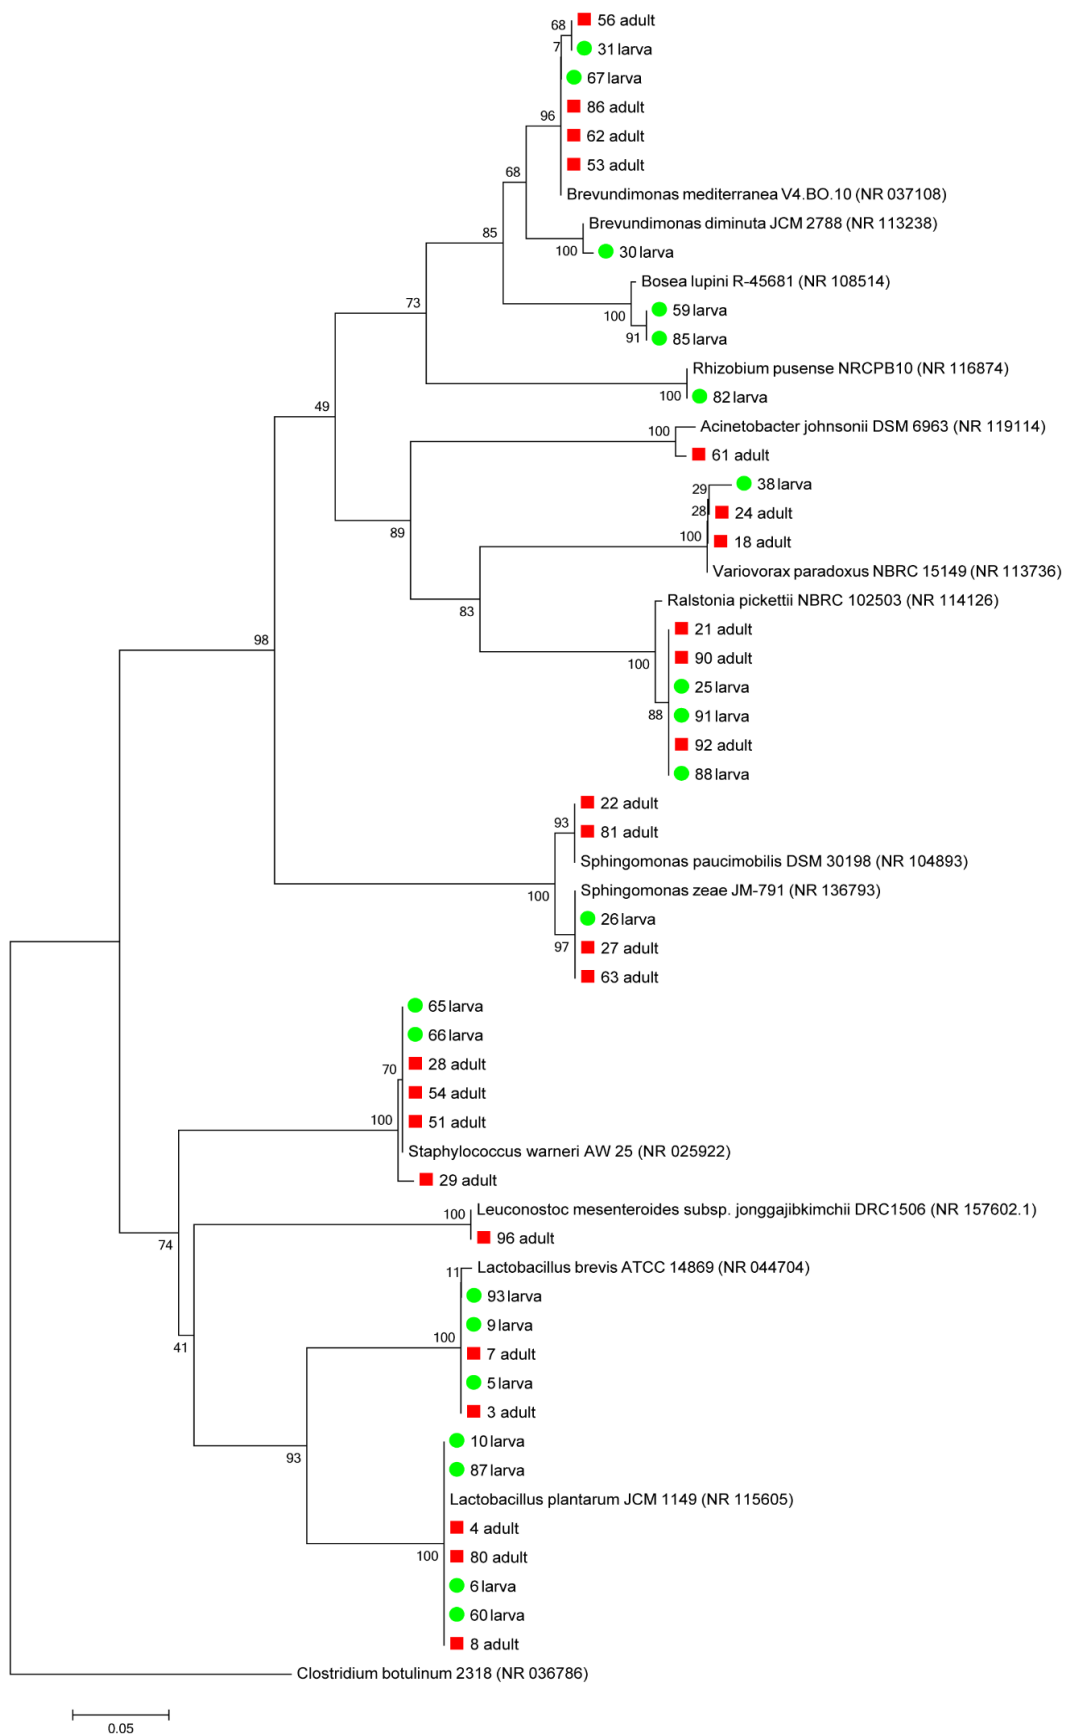 56 adult
68
31 larva
7
67 larva
86 adult
96
62 adult
53 adult
68
Brevundimonas mediterranea V4.BO.10 (NR 037108)
Brevundimonas diminuta JCM 2788 (NR 113238)
85
100
30 larva
Bosea lupini R-45681 (NR 108514)
73
59 larva
100
91
85 larva
Rhizobium pusense NRCPB10 (NR 116874)
100
82 larva
49
Acinetobacter johnsonii DSM 6963 (NR 119114)
100
61 adult
38 larva
29
28
24 adult
89
100
18 adult
Variovorax paradoxus NBRC 15149 (NR 113736)
Ralstonia pickettii NBRC 102503 (NR 114126)
83
21 adult
98
90 adult
100
25 larva
91 larva
88
92 adult
88 larva
22 adult
93
81 adult
Sphingomonas paucimobilis DSM 30198 (NR 104893)
Sphingomonas zeae JM-791 (NR 136793)
100
26 larva
97
27 adult
63 adult
65 larva
66 larva
70
28 adult
54 adult
100
51 adult
Staphylococcus warneri AW 25 (NR 025922)
29 adult
Leuconostoc mesenteroides subsp. jonggajibkimchii DRC1506 (NR 157602.1)
100
96 adult
74
Lactobacillus brevis ATCC 14869 (NR 044704)
11
93 larva
9 larva
100
7 adult
41
5 larva
3 adult
10 larva
93
87 larva
Lactobacillus plantarum JCM 1149 (NR 115605)
4 adult
100
80 adult
6 larva
60 larva
8 adult
Clostridium botulinum 2318 (NR 036786)
0.05